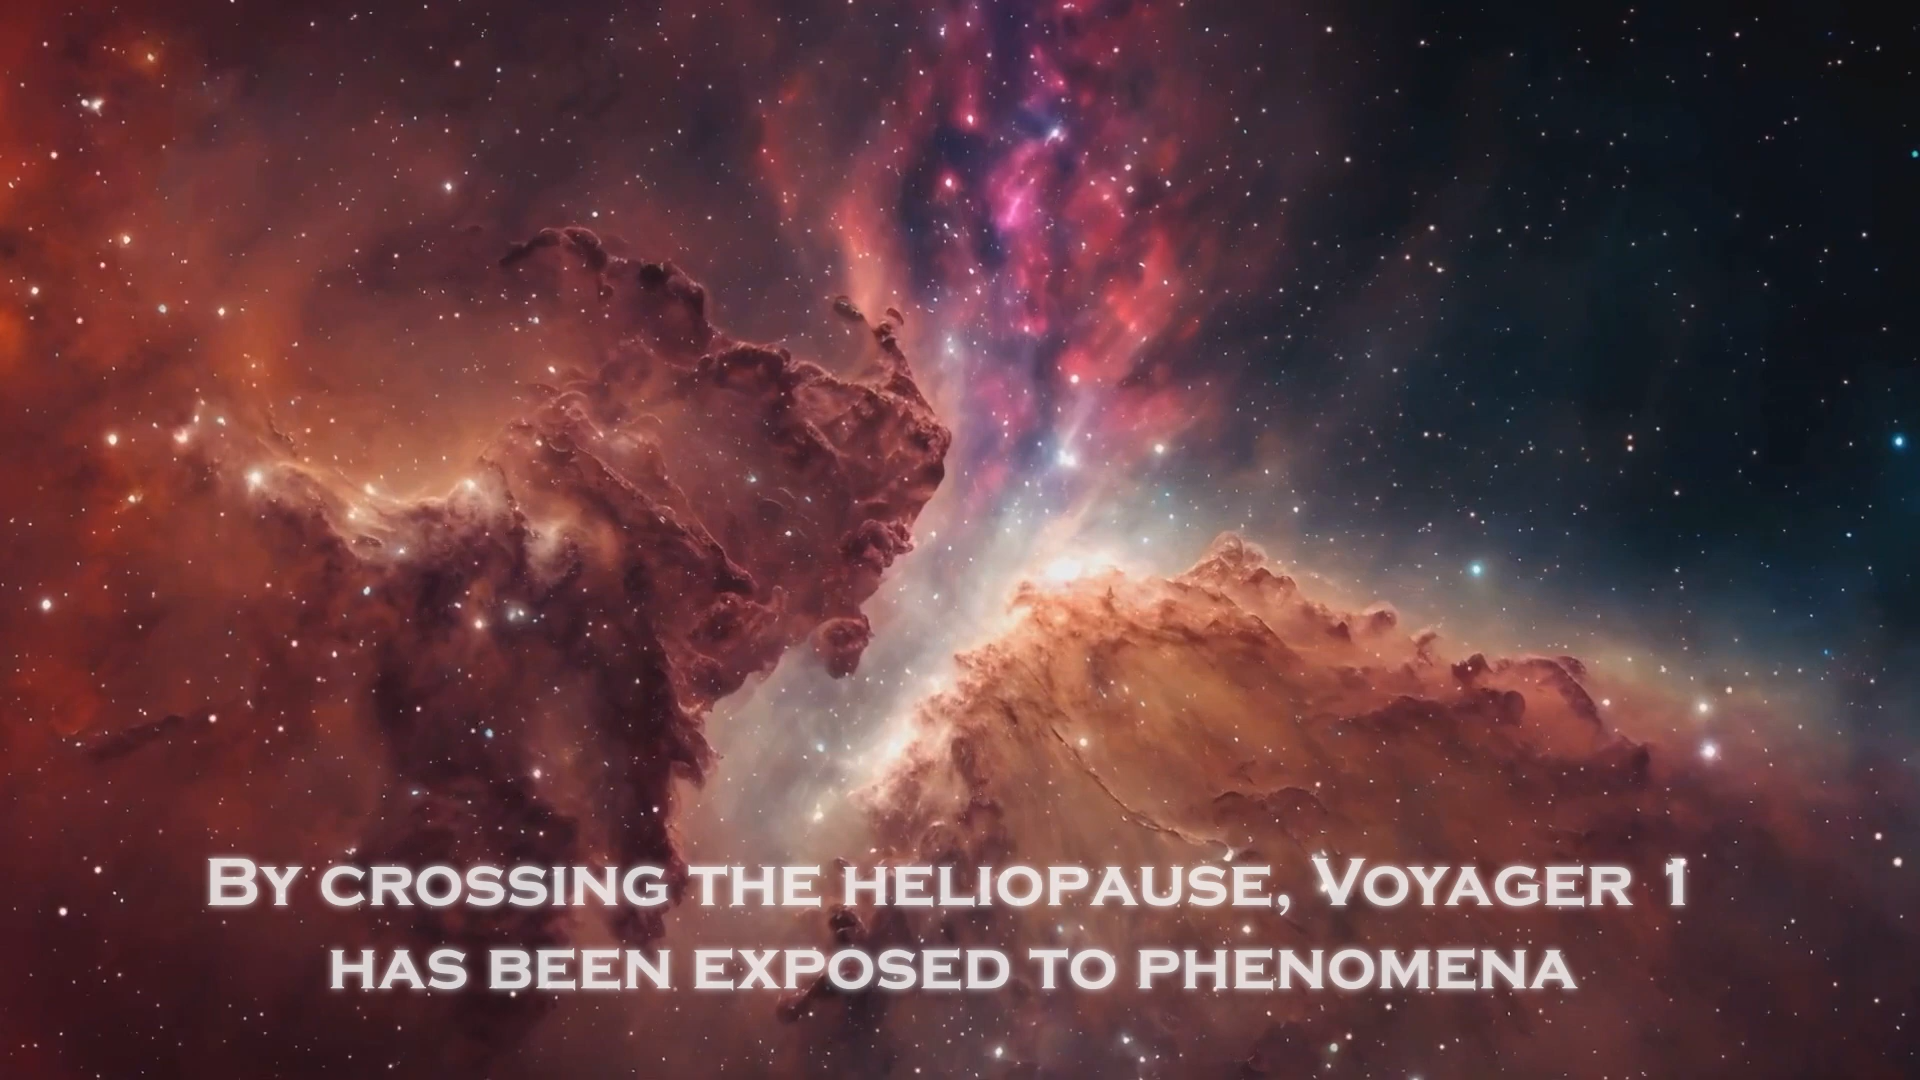 By crossing the heliopause, Voyager 1
has been exposed to phenomena